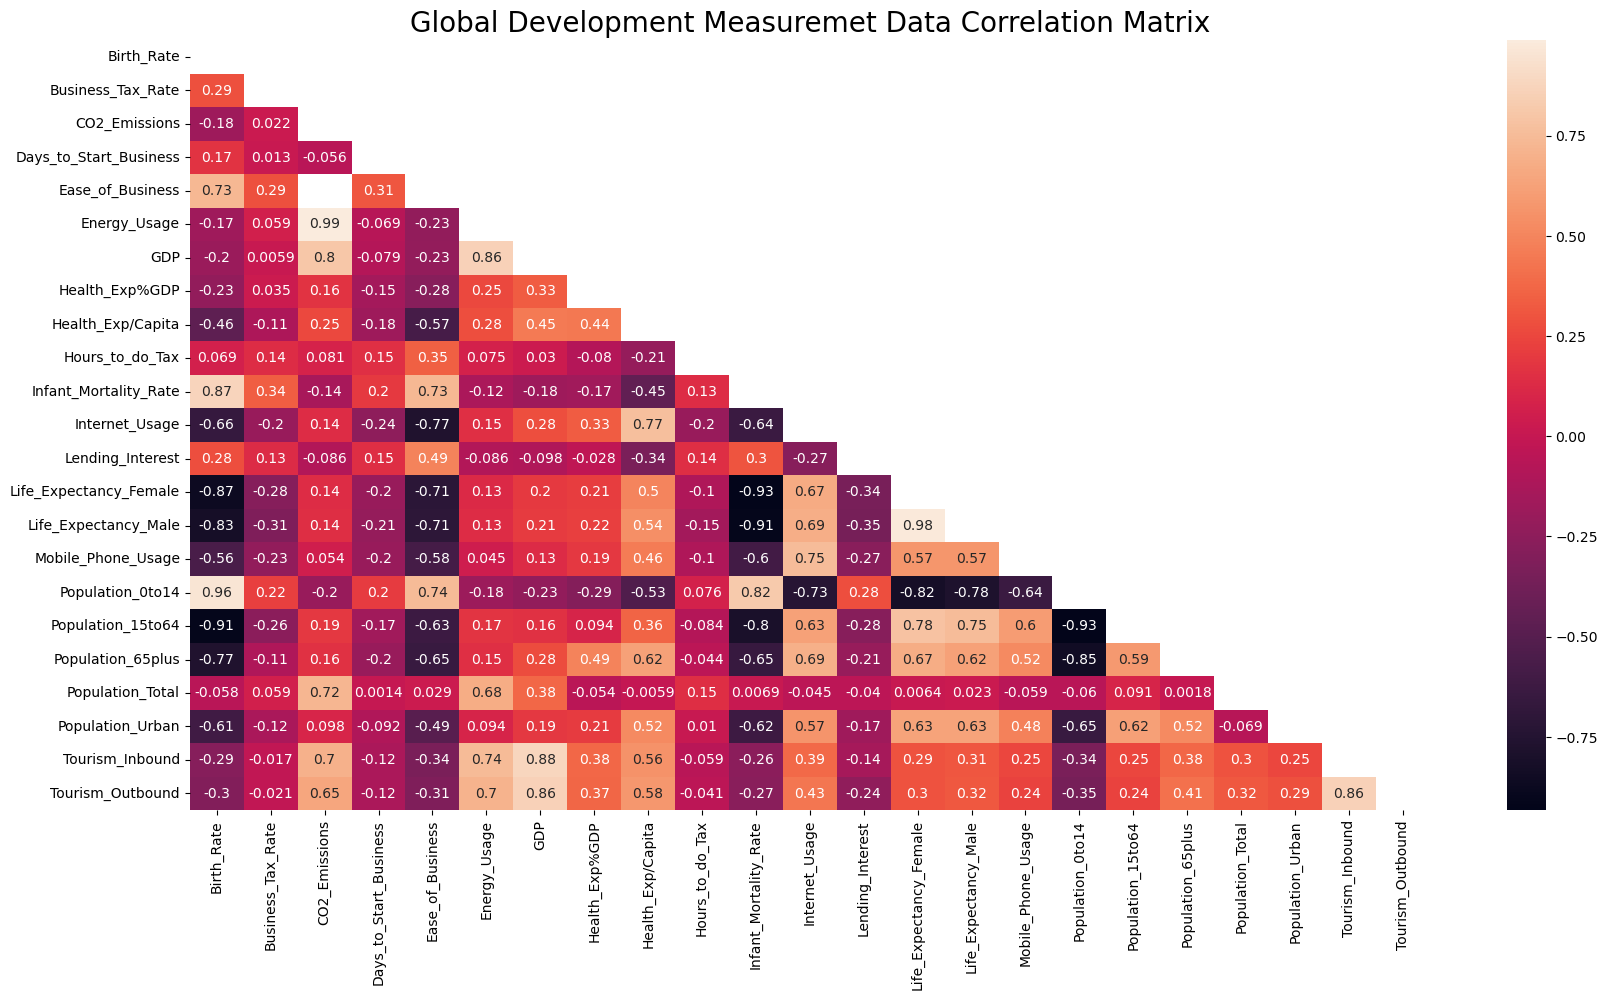 Global Development Measuremet Data Correlation Matrix
Birth_Rate
Business_Tax_Rate 0.29
CO2_Emissions -0.18 0.022
Days_to_Start_Business 0.17 0.013 -0.056
Ease_of_Business 0.73 0.29 0.31
Energy_Usage -0.17 0.059 0.99 -0.069 -0.23
GDP -0.2 0.0059 0.8 -0.079 -0.23 0.86
Health_Exp%GDP -0.23 0.035 0.16 -0.15 -0.28 0.25 0.33
Health_Exp/Capita -0.46 -0.11 0.25 -0.18 -0.57 0.28 0.45 0.44
Hours_to_do_Tax 0.069 0.14 0.081 0.15 0.35 0.075 0.03 -0.08 -0.21
Infant_Mortality_Rate 0.87 0.34 -0.14 0.2 0.73 -0.12 -0.18 -0.17 -0.45 0.13
Internet_Usage -0.66 -0.2 0.14 -0.24 -0.77 0.15 0.28 0.33 0.77 -0.2 -0.64
Lending_Interest 0.28 0.13 -0.086 0.15 0.49 -0.086 -0.098 -0.028 -0.34 0.14 0.3 -0.27
Life_Expectancy_Female -0.87 -0.28 0.14 -0.2 -0.71 0.13 0.2 0.21 0.5 -0.1 -0.93 0.67 -0.34
Life_Expectancy_Male -0.83 -0.31 0.14 -0.21 -0.71 0.13 0.21 0.22 0.54 -0.15 -0.91 0.69 -0.35 0.98
Mobile_Phone_Usage -0.56 -0.23 0.054 -0.2 -0.58 0.045 0.13 0.19 0.46 -0.1 -0.6 0.75 -0.27 0.57 0.57
Population_0to14 0.96 0.22 -0.2 0.2 0.74 -0.18 -0.23 -0.29 -0.53 0.076 0.82 -0.73 0.28 -0.82 -0.78 -0.64
Population_15to64 -0.91 -0.26 0.19 -0.17 -0.63 0.17 0.16 0.094 0.36 -0.084 -0.8 0.63 -0.28 0.78 0.75 0.6 -0.93
Population_65plus -0.77 -0.11 0.16 -0.2 -0.65 0.15 0.28 0.49 0.62 -0.044 -0.65 0.69 -0.21 0.67 0.62 0.52 -0.85 0.59
Population_Total -0.058 0.059 0.72 0.0014 0.029 0.68 0.38 -0.054 -0.0059 0.15 0.0069 -0.045 -0.04 0.0064 0.023 -0.059 -0.06 0.091 0.0018
Population_Urban -0.61 -0.12 0.098 -0.092 -0.49 0.094 0.19 0.21 0.52 0.01 -0.62 0.57 -0.17 0.63 0.63 0.48 -0.65 0.62 0.52 -0.069
Tourism_Inbound -0.29 -0.017 0.7 -0.12 -0.34 0.74 0.88 0.38 0.56 -0.059 -0.26 0.39 -0.14 0.29 0.31 0.25 -0.34 0.25 0.38 0.3 0.25
Tourism_Outbound -0.3 -0.021 0.65 -0.12 -0.31 0.7 0.86 0.37 0.58 -0.041 -0.27 0.43 -0.24 0.3 0.32 0.24 -0.35 0.24 0.41 0.32 0.29 0.86
Birth_Rate
Business_Tax_Rate
CO2_Emissions
Days_to_Start_Business
Ease_of_Business
Energy_Usage
GDP
Health_Exp%GDP
Health_Exp/Capita
Hours_to_do_Tax
Infant_Mortality_Rate
Internet_Usage
Lending_Interest
Life_Expectancy_Female
Life_Expectancy_Male
Mobile_Phone_Usage
Population_0to14
Population_15to64
Population_65plus
Population_Total
Population_Urban
Tourism_Inbound
Tourism_Outbound
0.75
0.50
0.25
0.00
−0.25
−0.50
−0.75